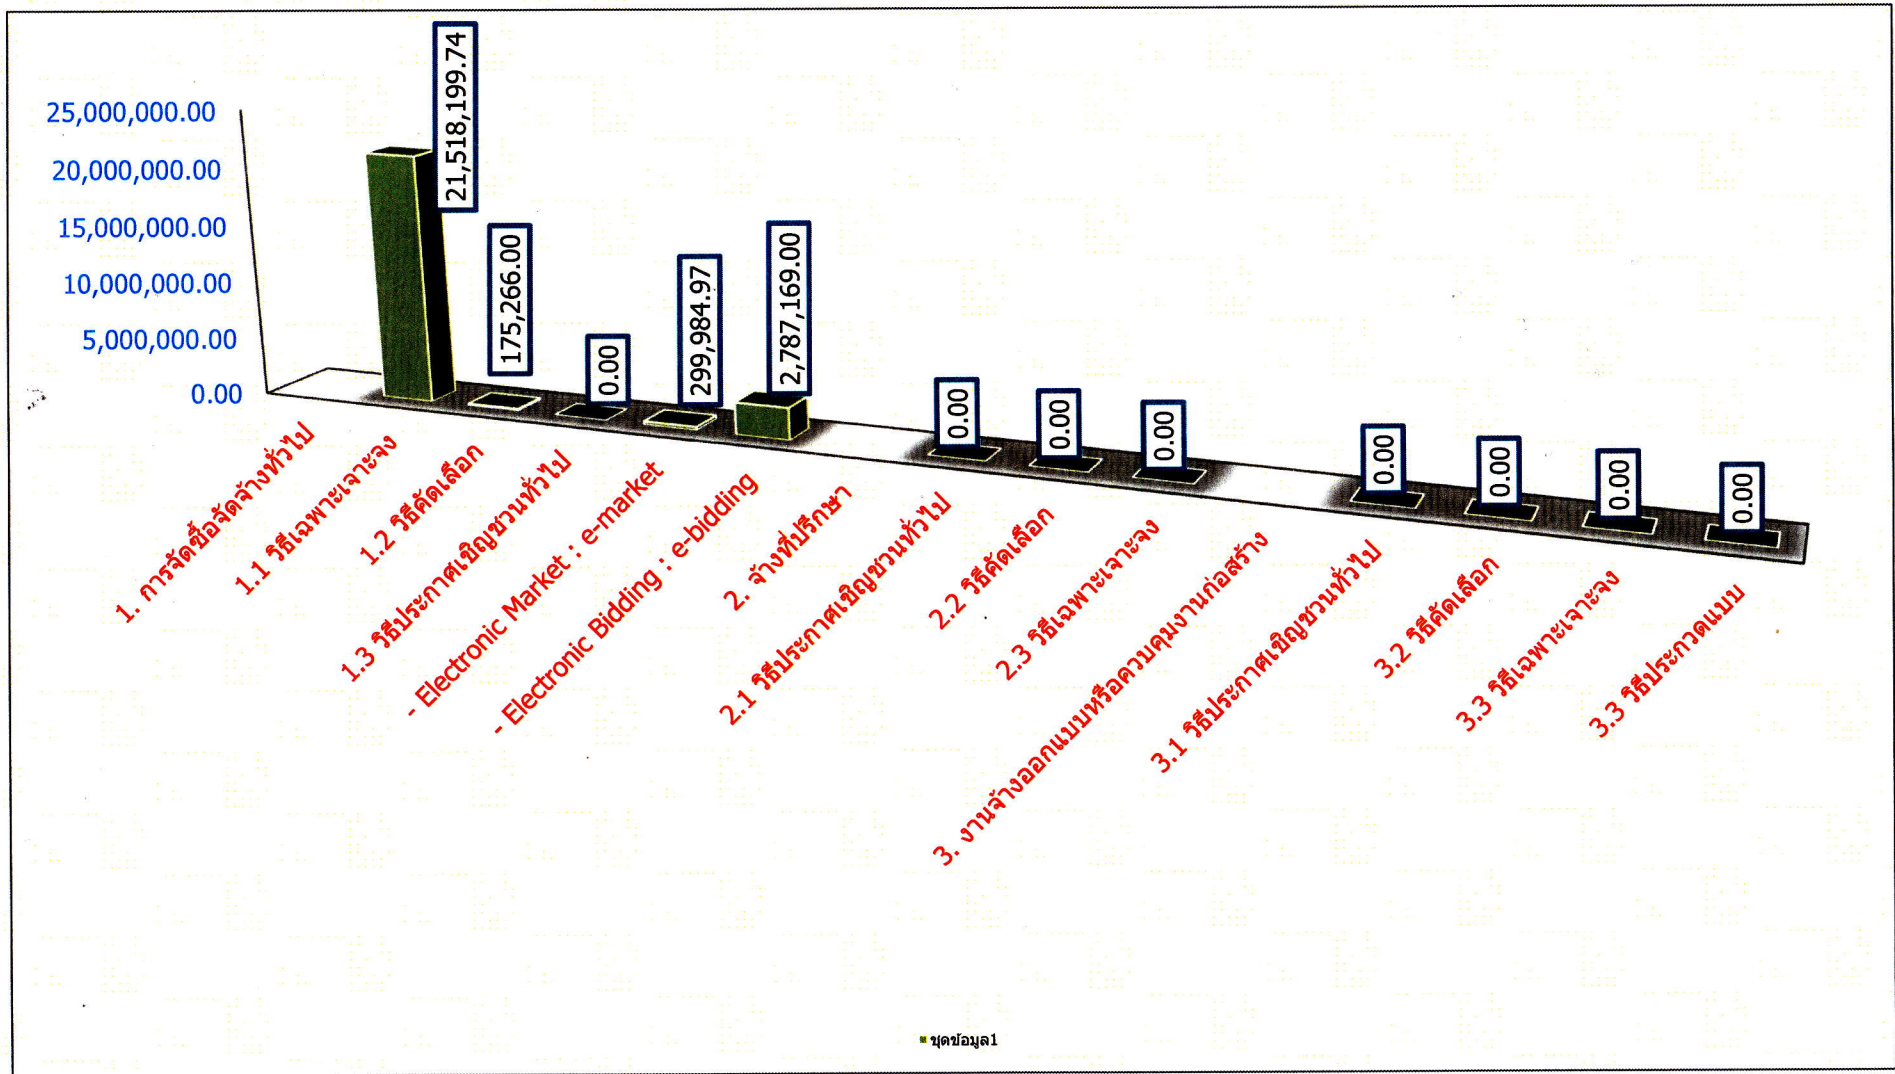 25,000,000.00
20,000,000.00
15,000,000.00
10,000,000.00
5,000,000.00
0.00
21,518,199.74
175,266.00
0.00
299,984.97
2,787,169.00
0.00
0.00
0.00
0.00
0.00
0.00
0.00
1. การจัดซื้อจัดจ้างทั่วไป
1.1 วิธีเฉพาะเจาะจง
1.2 วิธีคัดเลือก
1.3 วิธีประกาศเชิญชวนทั่วไป
- Electronic Market : e-market
- Electronic Bidding : e-bidding
2. จ้างที่ปรึกษา
2.1 วิธีประกาศเชิญชวนทั่วไป
2.2 วิธีคัดเลือก
2.3 วิธีเฉพาะเจาะจง
3. งานจ้างออกแบบหรือควบคุมงานก่อสร้าง
3.1 วิธีประกาศเชิญชวนทั่วไป
3.2 วิธีคัดเลือก
3.3 วิธีเฉพาะเจาะจง
3.3 วิธีประกวดแบบ
ชุดข้อมูล1